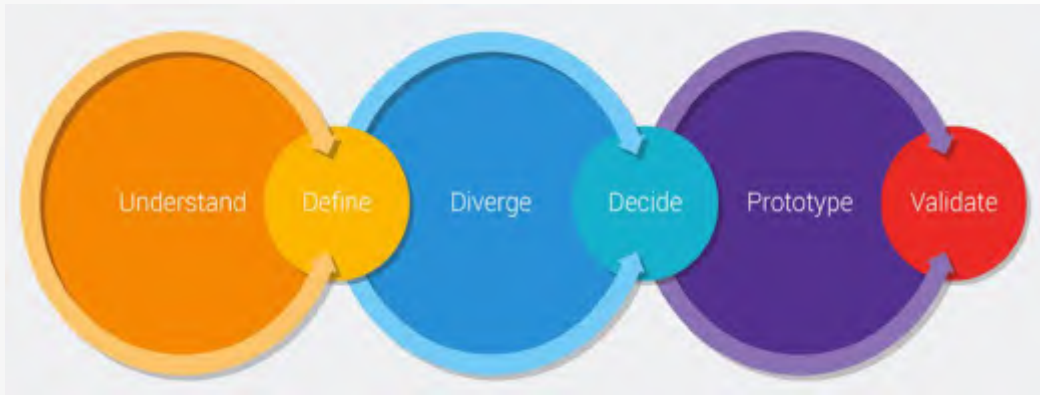 Understand
Define
Diverge
Decide
Prototype
Validate